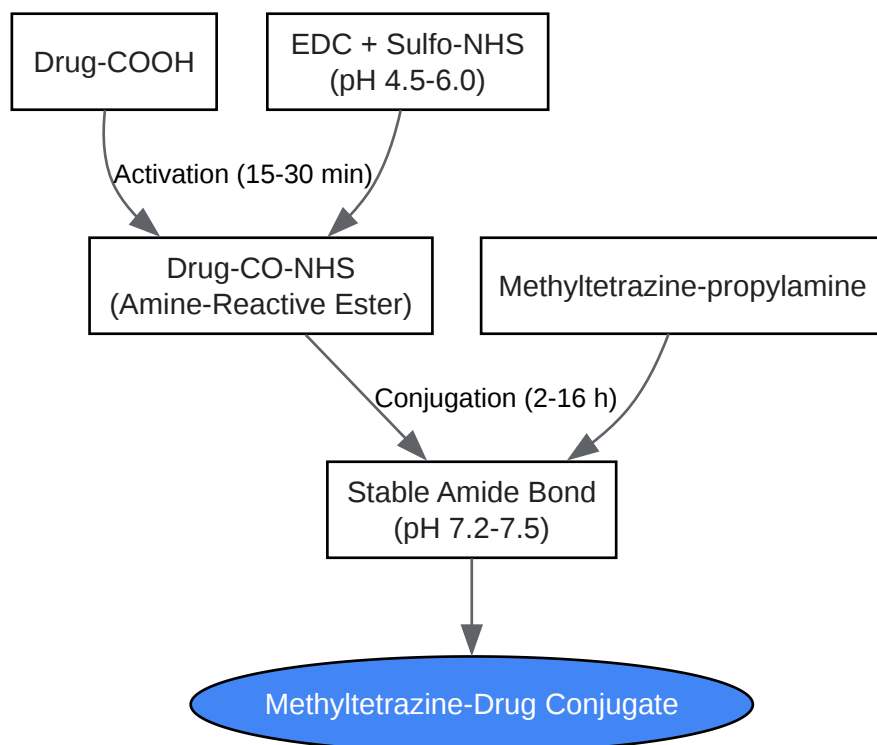 Drug-COOH
EDC + Sulfo-NHS
(pH 4.5-6.0)
Activation (15-30 min)
Drug-CO-NHS
(Amine-Reactive Ester)
Methyltetrazine-propylamine
Conjugation (2-16 h)
Stable Amide Bond
(pH 7.2-7.5)
Methyltetrazine-Drug Conjugate